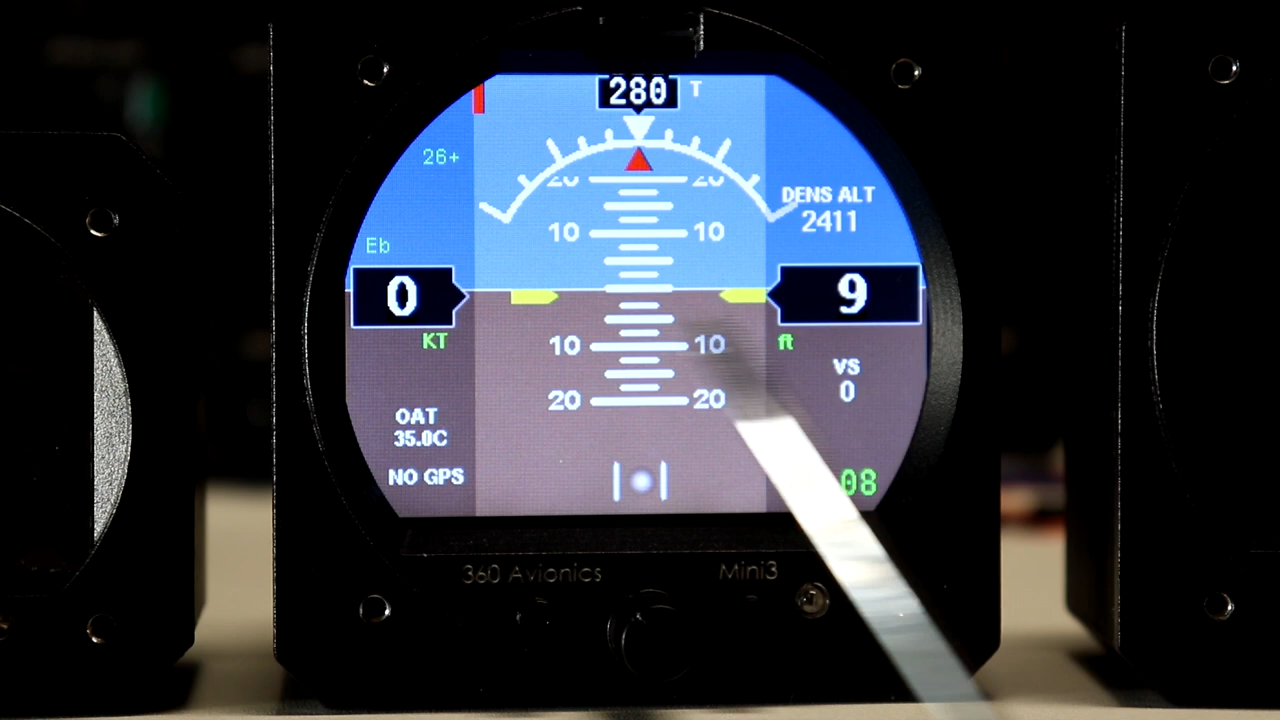 280 T
26+
20 20
DENS ALT
2411
10 10
Eb
0 9
KT ft
10 10
VS
0
20 20
OAT
35.0C
NO GPS
08
360 Avionics Mini3